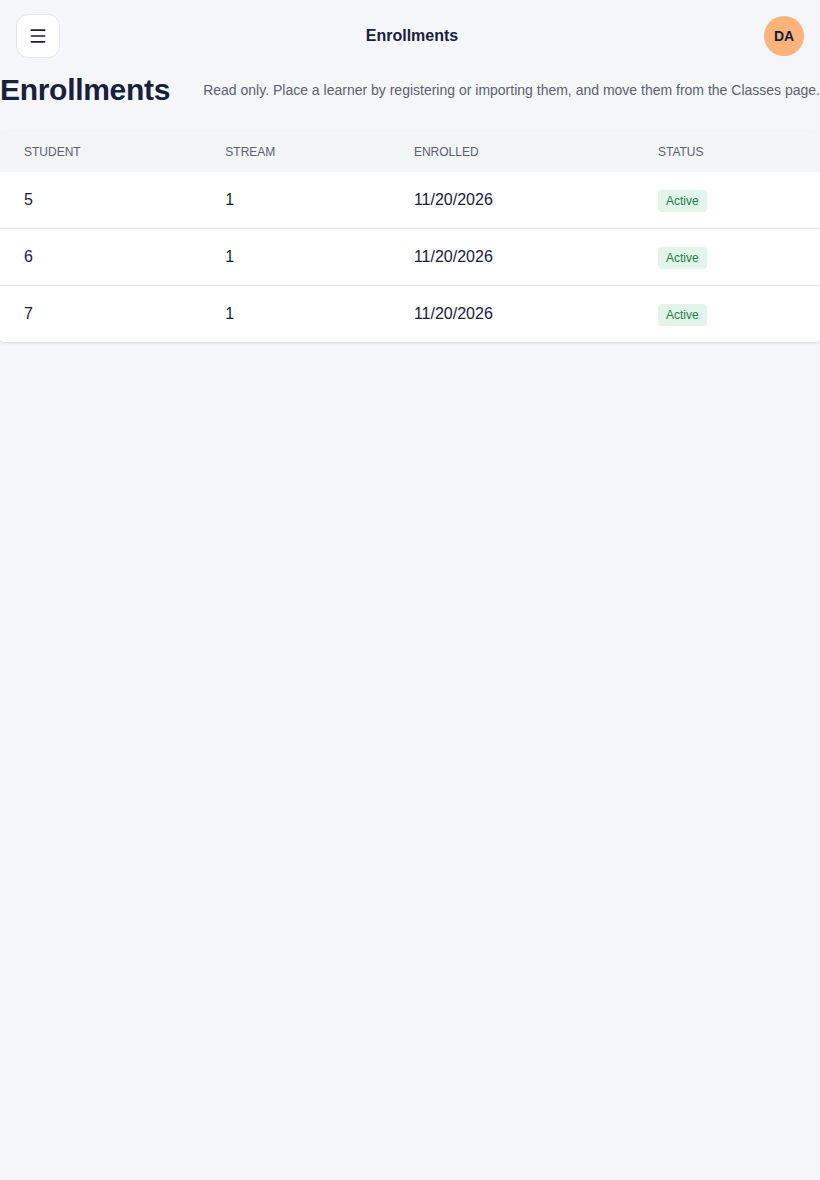 Enrollments
DA
Enrollments
Read only. Place a learner by registering or importing them, and move them from the Classes page.
STUDENT STREAM ENROLLED STATUS
5 1 11/20/2026 Active
6 1 11/20/2026 Active
7 1 11/20/2026 Active